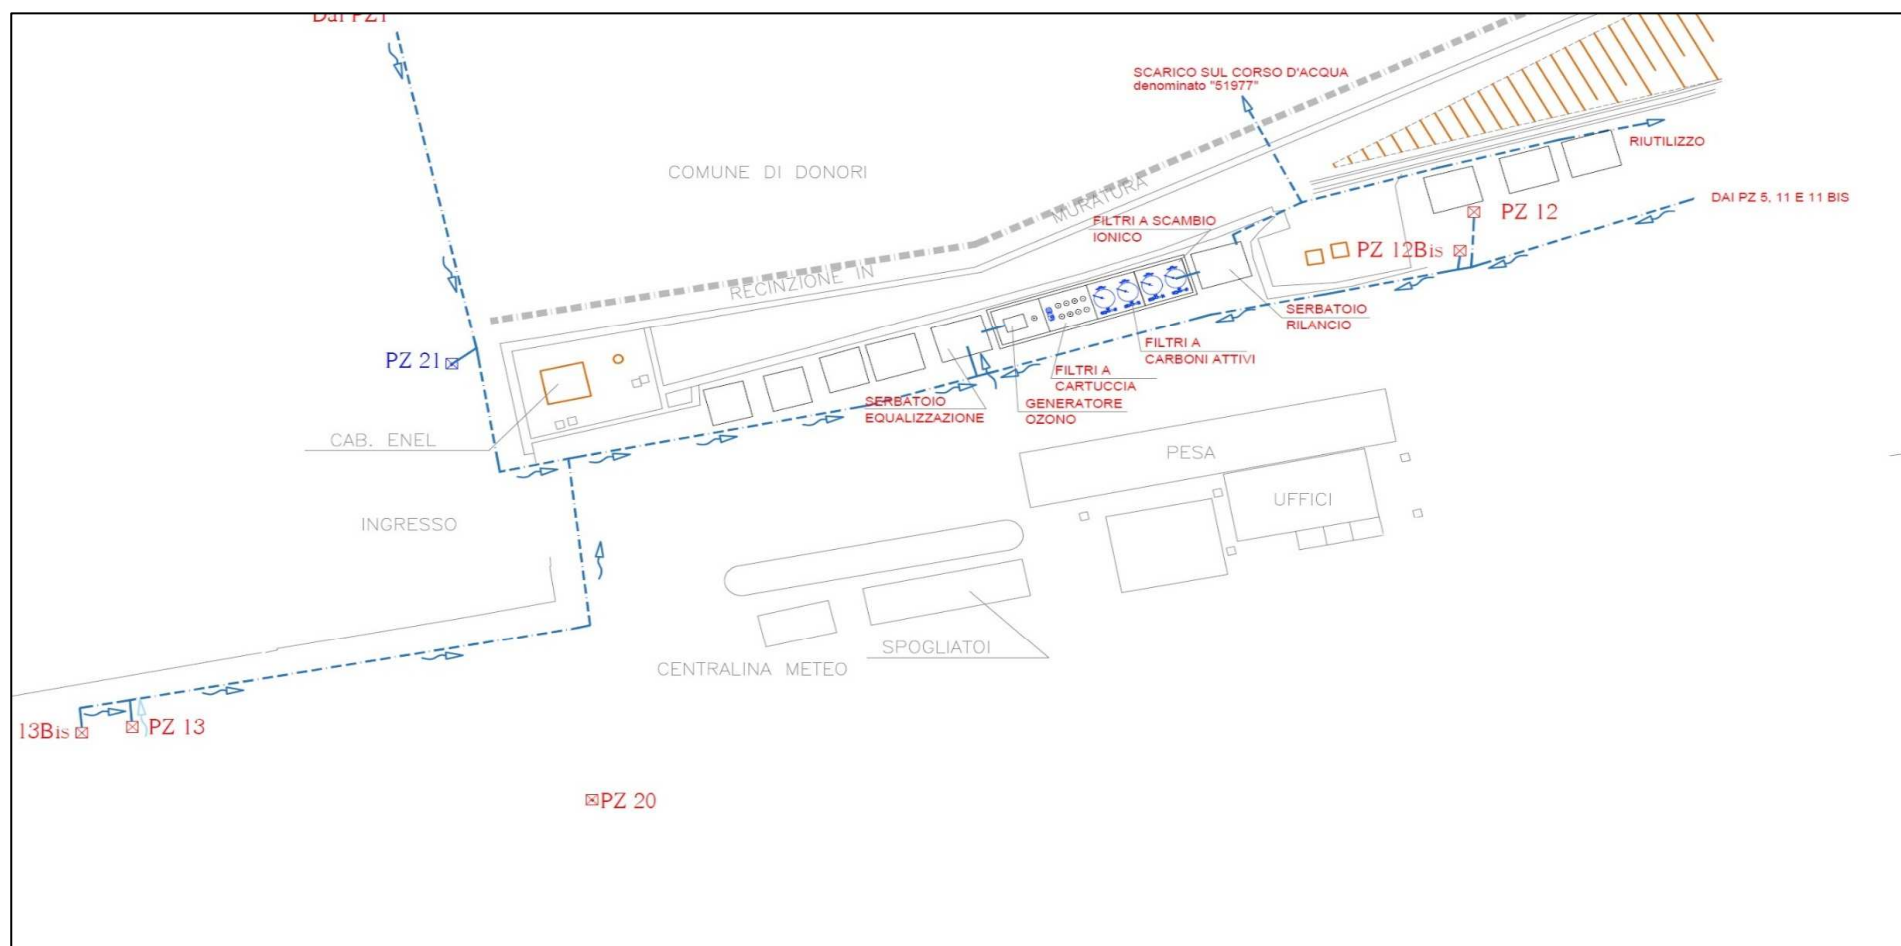 Dal PZ1
SCARICO SUL CORSO D'ACQUA
denominato "51977"
RIUTILIZZO
COMUNE DI DONORI
MURATURA
DAI PZ 5, 11 E 11 BIS
FILTRI A SCAMBIO
IONICO
PZ 12
PZ 12Bis
RECINZIONE IN
SERBATOIO
RILANCIO
FILTRI A
CARBONI ATTIVI
PZ 21
FILTRI A
CARTUCCIA
SERBATOIO
EQUALIZZAZIONE
GENERATORE
OZONO
CAB. ENEL
PESA
UFFICI
INGRESSO
SPOGLIATOI
CENTRALINA METEO
13Bis
PZ 13
PZ 20